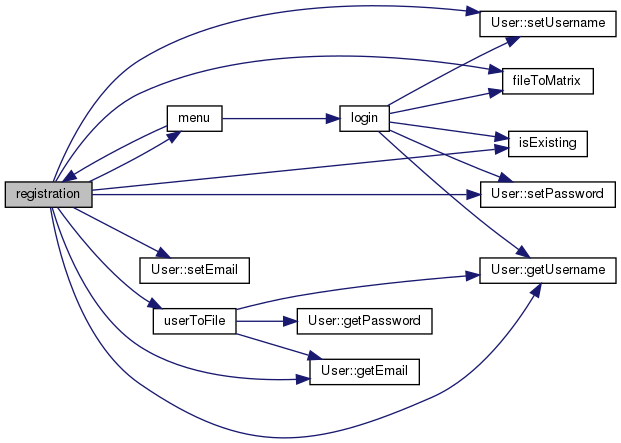 User::setUsername
fileToMatrix
menu
login
isExisting
registration
User::setPassword
User::setEmail
User::getUsername
userToFile
User::getPassword
User::getEmail